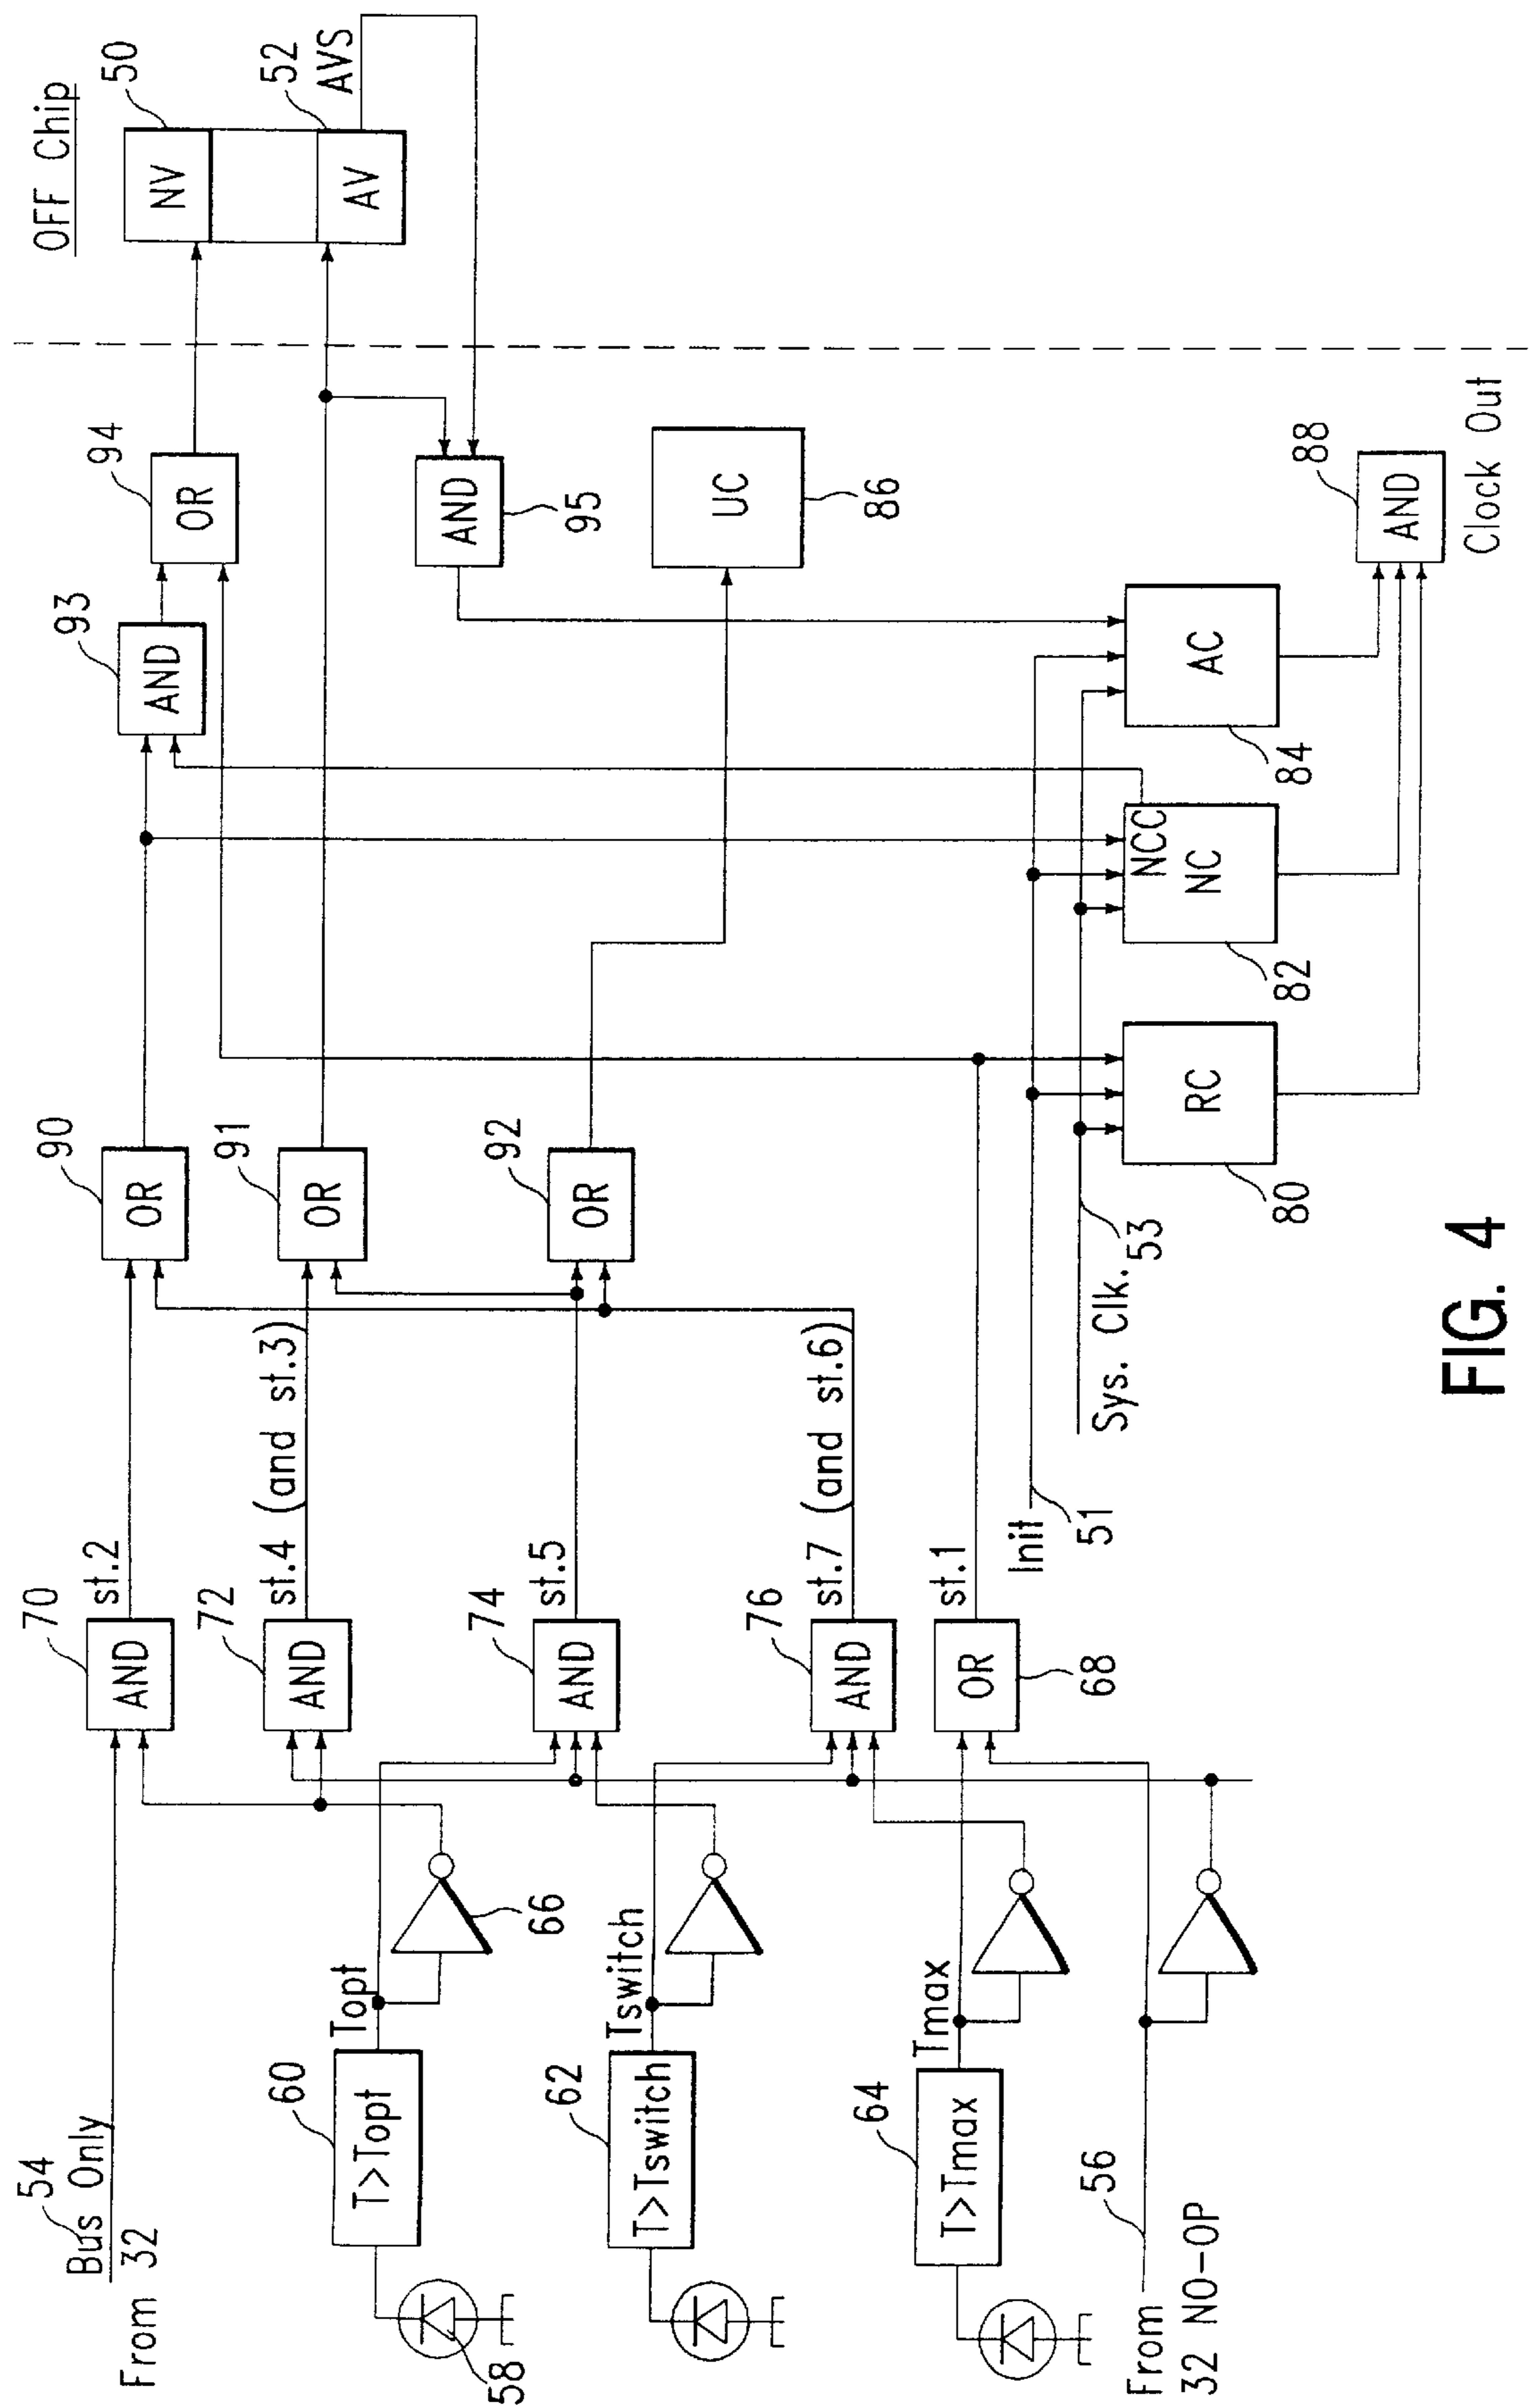 OFF Chip
NV
50
AV
52
AVS
94
OR
93
AND
AND
95
UC
86
88
AND
Clock Out
AC
84
NCC
NC
82
RC
80
90
OR
91
OR
92
OR
Sys. Clk.
53
Init
51
70
AND
st.2
72
AND
st.4 (and st.3)
74
AND
st.5
76
AND
st.7 (and st.6)
OR
68
st.1
54
Bus Only
From 32
60
T>Topt
Topt
66
58
62
T>Tswitch
Tswitch
64
T>Tmax
Tmax
56
From
32 NO-OP
FIG. 4